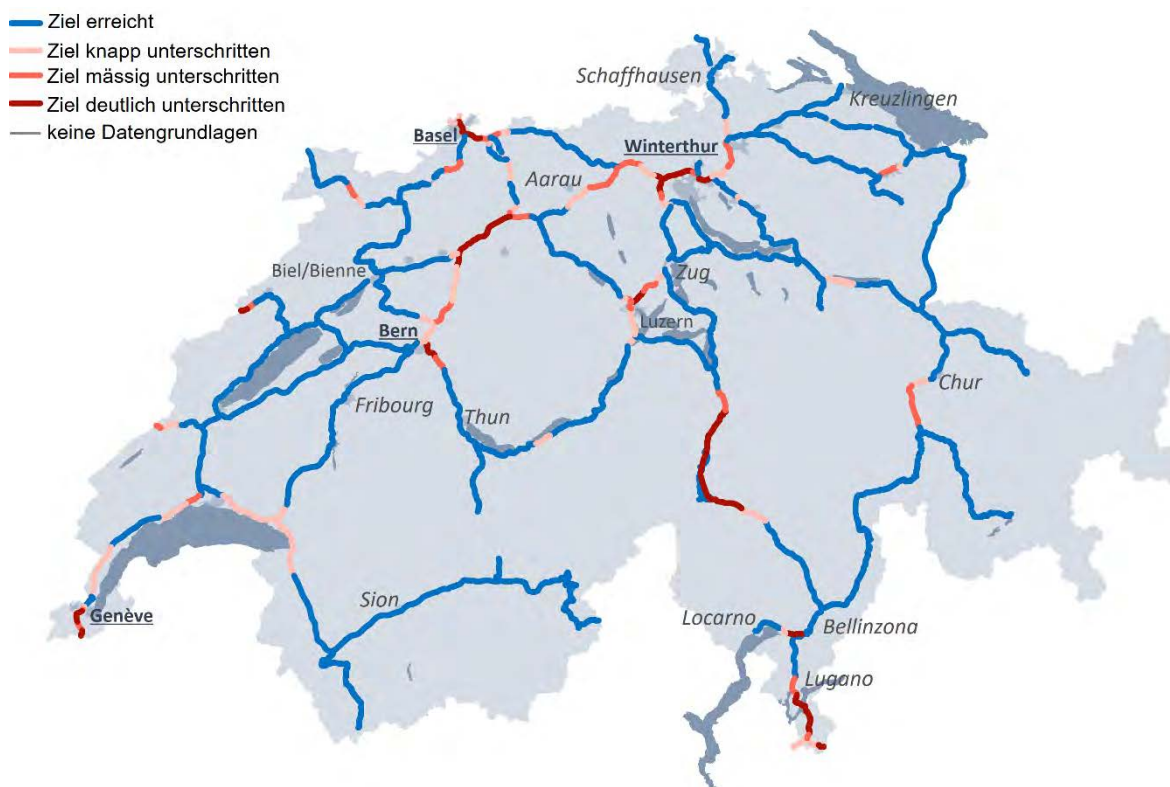 Ziel erreicht
Ziel knapp unterschritten
Ziel mässig unterschritten
Ziel deutlich unterschritten
keine Datengrundlagen
Schaffhausen
Kreuzlingen
Basel
Winterthur
Aarau
Biel/Bienne
Zug
Luzern
Bern
Chur
Fribourg
Thun
Sion
Genève
Locarno
Bellinzona
Lugano